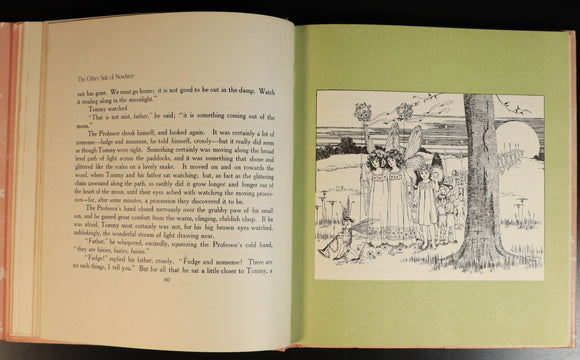 The Other Side of Nowhere
sun has gone. We must go home; it is not good to be out in the damp. Watch
it stealing along in the moonlight."
Tommy watched.
"That is not mist, father," he said; "it is something coming out of the
moon."
The Professor shook himself, and looked again. It was certainly a lot of
nonsense—fudge and nonsense, he told himself, crossly—but it really did seem
as though Tommy were right. Something certainly was moving along the broad
level path of light across the paddocks, and it was something that shone and
glittered like the scales on a lovely snake. It moved on and on towards the
wood, where Tommy and his father sat watching; but, as fast as the glittering
chain unwound along the path, so swiftly did it grow longer and longer out
of the heart of the moon, until their eyes ached with watching the moving proces-
sion—for, after some minutes, a procession they discovered it to be.
The Professor's hand closed nervously over the grubby paw of his small
son, and he gained great comfort from the warm, clinging, childish clasp. If he
was afraid, Tommy most certainly was not, for his big brown eyes watched,
unblinkingly, the wonderful stream of light drawing near.
"Father," he whispered, excitedly, squeezing the Professor's cold hand,
"they are fairies, fairies, fairies."
"Fudge!" replied his father, crossly. "Fudge and nonsense! There are
no such things, I tell you." But for all that he sat a little closer to Tommy, a
40